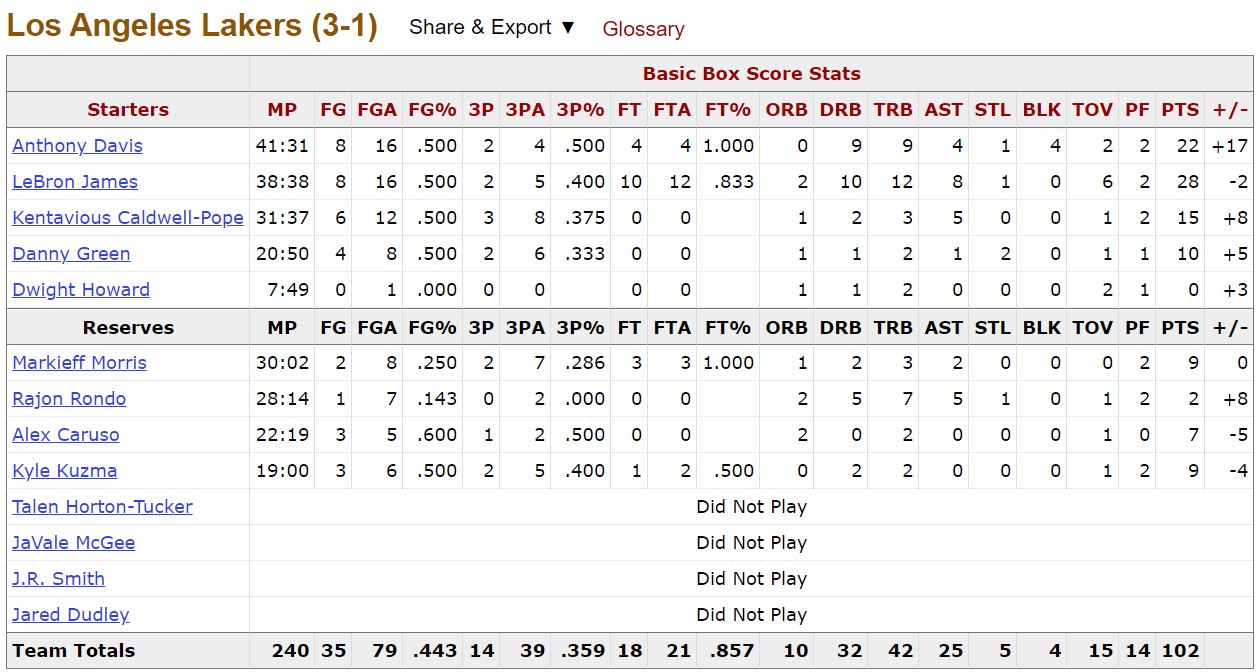 Los Angeles Lakers (3-1) Share & Export ▼ Glossary
Basic Box Score Stats
Starters MP FG FGA FG% 3P 3PA 3P% FT FTA FT% ORB DRB TRB AST STL BLK TOV PF PTS +/-
Anthony Davis 41:31 8 16 .500 2 4 .500 4 4 1.000 0 9 9 4 1 4 2 2 22 +17
LeBron James 38:38 8 16 .500 2 5 .400 10 12 .833 2 10 12 8 1 0 6 2 28 -2
Kentavious Caldwell-Pope 31:37 6 12 .500 3 8 .375 0 0 1 2 3 5 0 0 1 2 15 +8
Danny Green 20:50 4 8 .500 2 6 .333 0 0 1 1 2 1 2 0 1 1 10 +5
Dwight Howard 7:49 0 1 .000 0 0 0 0 1 1 2 0 0 0 2 1 0 +3
Reserves MP FG FGA FG% 3P 3PA 3P% FT FTA FT% ORB DRB TRB AST STL BLK TOV PF PTS +/-
Markieff Morris 30:02 2 8 .250 2 7 .286 3 3 1.000 1 2 3 2 0 0 0 2 9 0
Rajon Rondo 28:14 1 7 .143 0 2 .000 0 0 2 5 7 5 1 0 1 2 2 +8
Alex Caruso 22:19 3 5 .600 1 2 .500 0 0 2 0 2 0 0 0 1 0 7 -5
Kyle Kuzma 19:00 3 6 .500 2 5 .400 1 2 .500 0 2 2 0 0 0 1 2 9 -4
Talen Horton-Tucker Did Not Play
JaVale McGee Did Not Play
J.R. Smith Did Not Play
Jared Dudley Did Not Play
Team Totals 240 35 79 .443 14 39 .359 18 21 .857 10 32 42 25 5 4 15 14 102